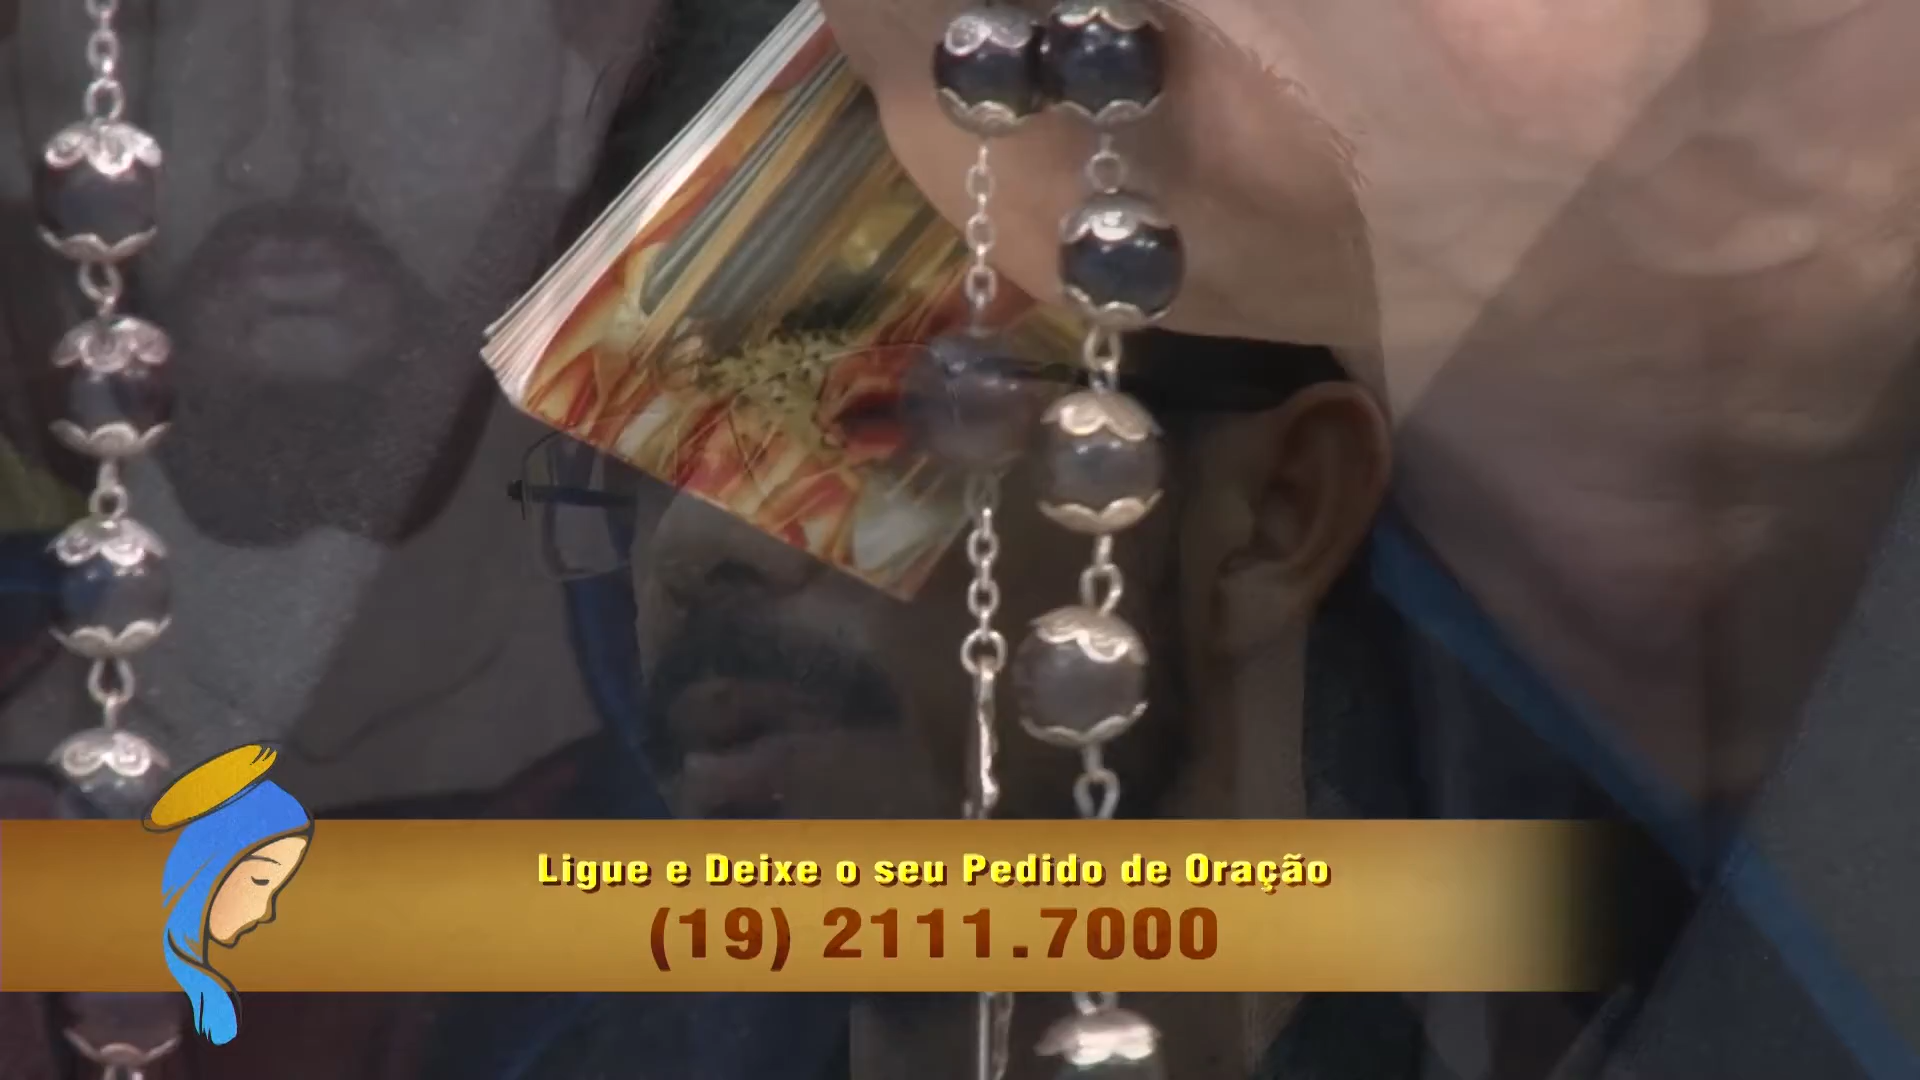 Ligue e Deixe o seu Pedido de Oração
(19) 2111.7000